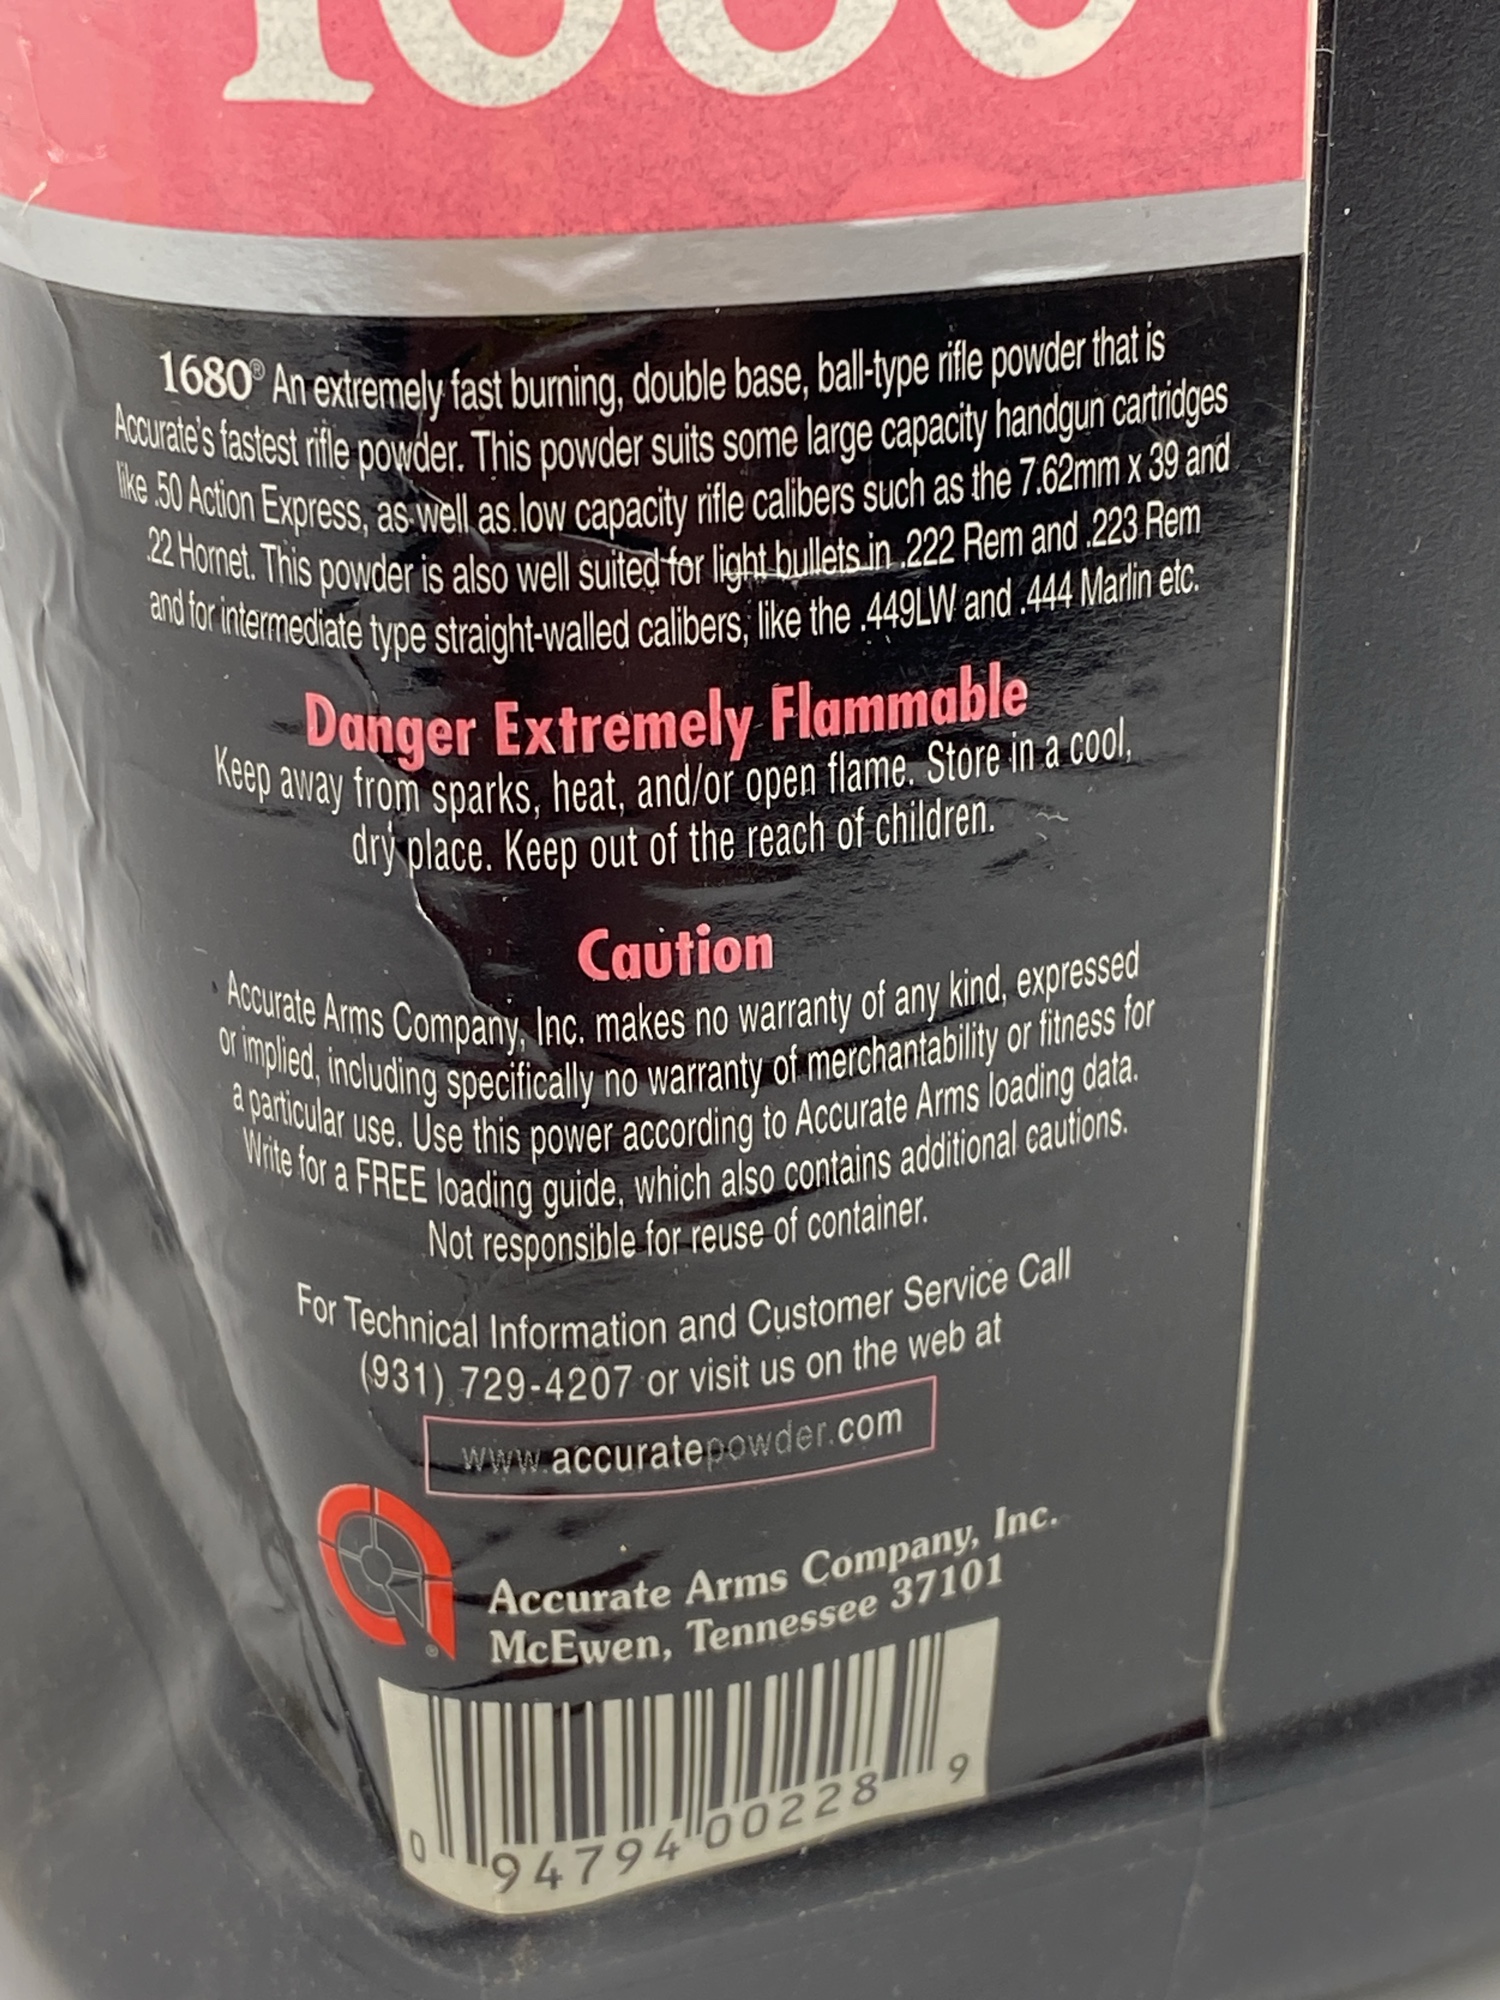 1680
1680® An extremely fast burning, double base, ball-type rifle powder that is
Accurate's fastest rifle powder. This powder suits some large capacity handgun cartridges
like .50 Action Express, as well as low capacity rifle calibers such as the 7.62mm x 39 and
.22 Hornet. This powder is also well suited for light bullets in .222 Rem and .223 Rem
and for intermediate type straight-walled calibers, like the .449LW and .444 Marlin etc.
Danger Extremely Flammable
Keep away from sparks, heat, and/or open flame. Store in a cool,
dry place. Keep out of the reach of children.
Caution
Accurate Arms Company, Inc. makes no warranty of any kind, expressed
or implied, including specifically no warranty of merchantability or fitness for
a particular use. Use this power according to Accurate Arms loading data.
Write for a FREE loading guide, which also contains additional cautions.
Not responsible for reuse of container.
For Technical Information and Customer Service Call
(931) 729-4207 or visit us on the web at
www.accuratepowder.com
Accurate Arms Company, Inc.
McEwen, Tennessee 37101
®
0 94794 00228 9